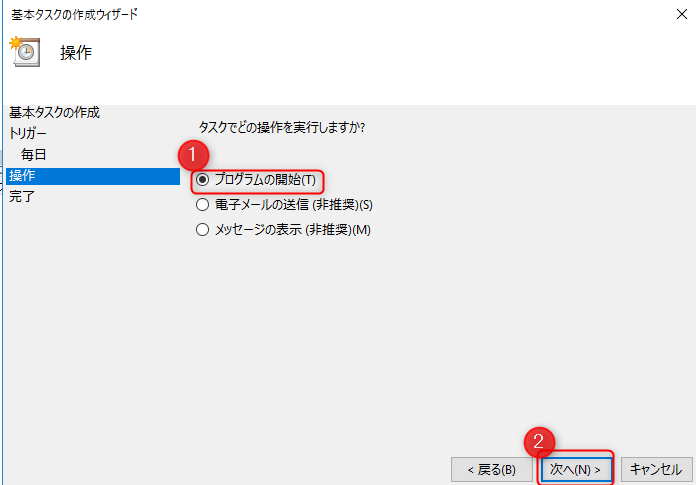 基本タスクの作成ウィザード
操作
基本タスクの作成
トリガー
毎日
操作
完了
タスクでどの操作を実行しますか?
1
プログラムの開始(T)
電子メールの送信 (非推奨)(S)
メッセージの表示 (非推奨)(M)
2
< 戻る(B)
次へ(N) >
キャンセル